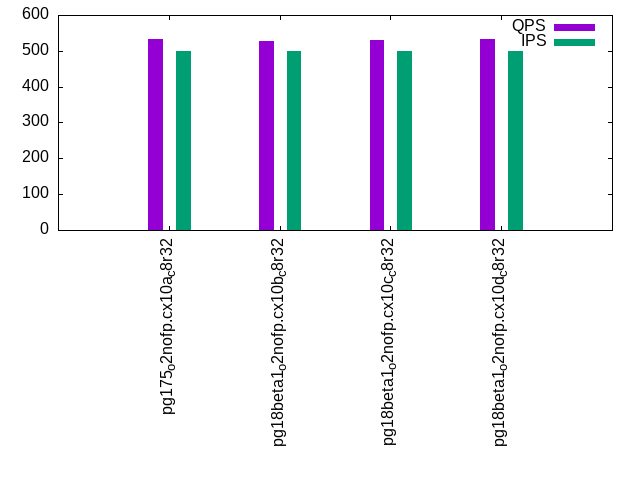 600
500
400
300
200
100
0
QPS
IPS
pg175o2nofp.cx10ac8r32
pg18beta1o2nofp.cx10bc8r32
pg18beta1o2nofp.cx10cc8r32
pg18beta1o2nofp.cx10dc8r32